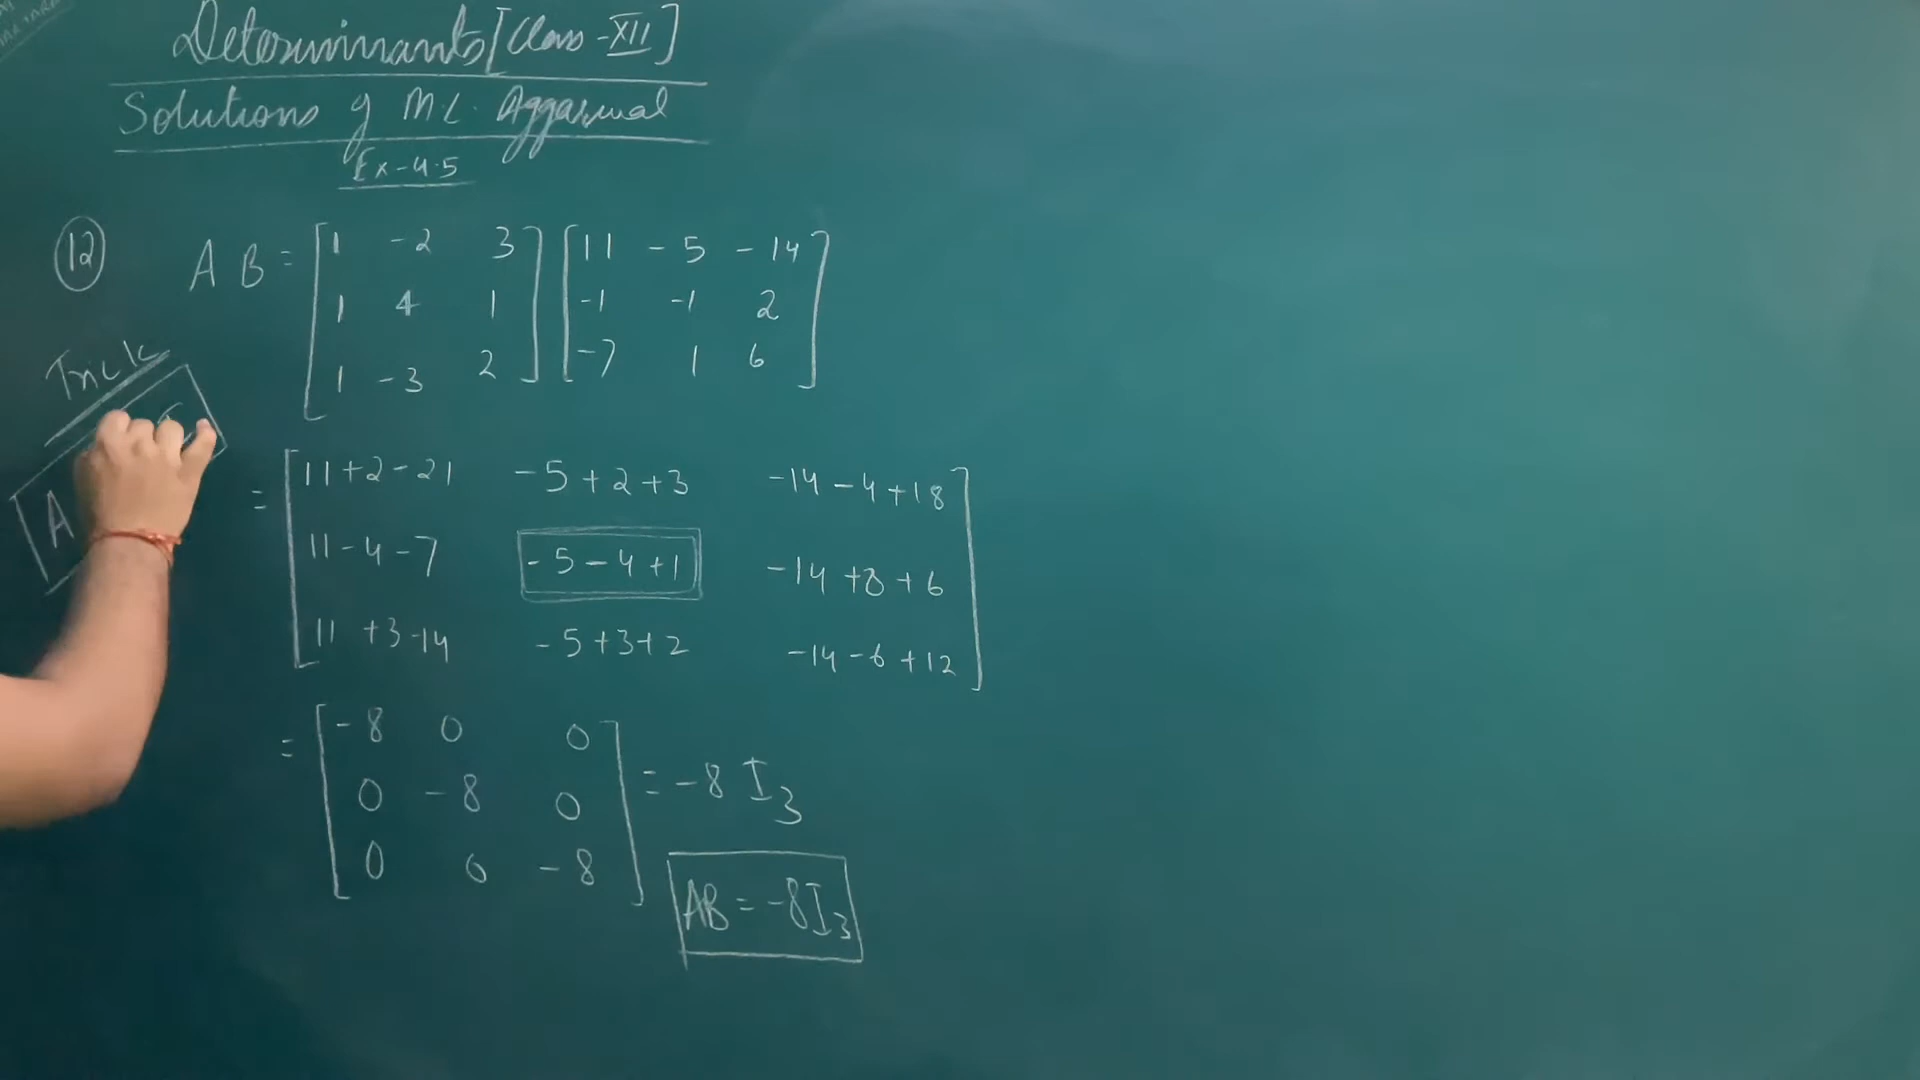 Determinants [Class -XII]
Solutions of M.L. Aggarwal
Ex-4.5
12 A B = [ 1 -2 3 ] [ 11 -5 -14 ]
1 4 1 -1 -1 2
1 -3 2 -7 1 6
Trick
A
= [ 11+2-21 -5+2+3 -14-4+18 ]
11-4-7 -5-4+1 -14+8+6
11+3-14 -5+3+2 -14-6+12
= [ -8 0 0 ] = -8 I3
0 -8 0
0 0 -8
AB = -8I3